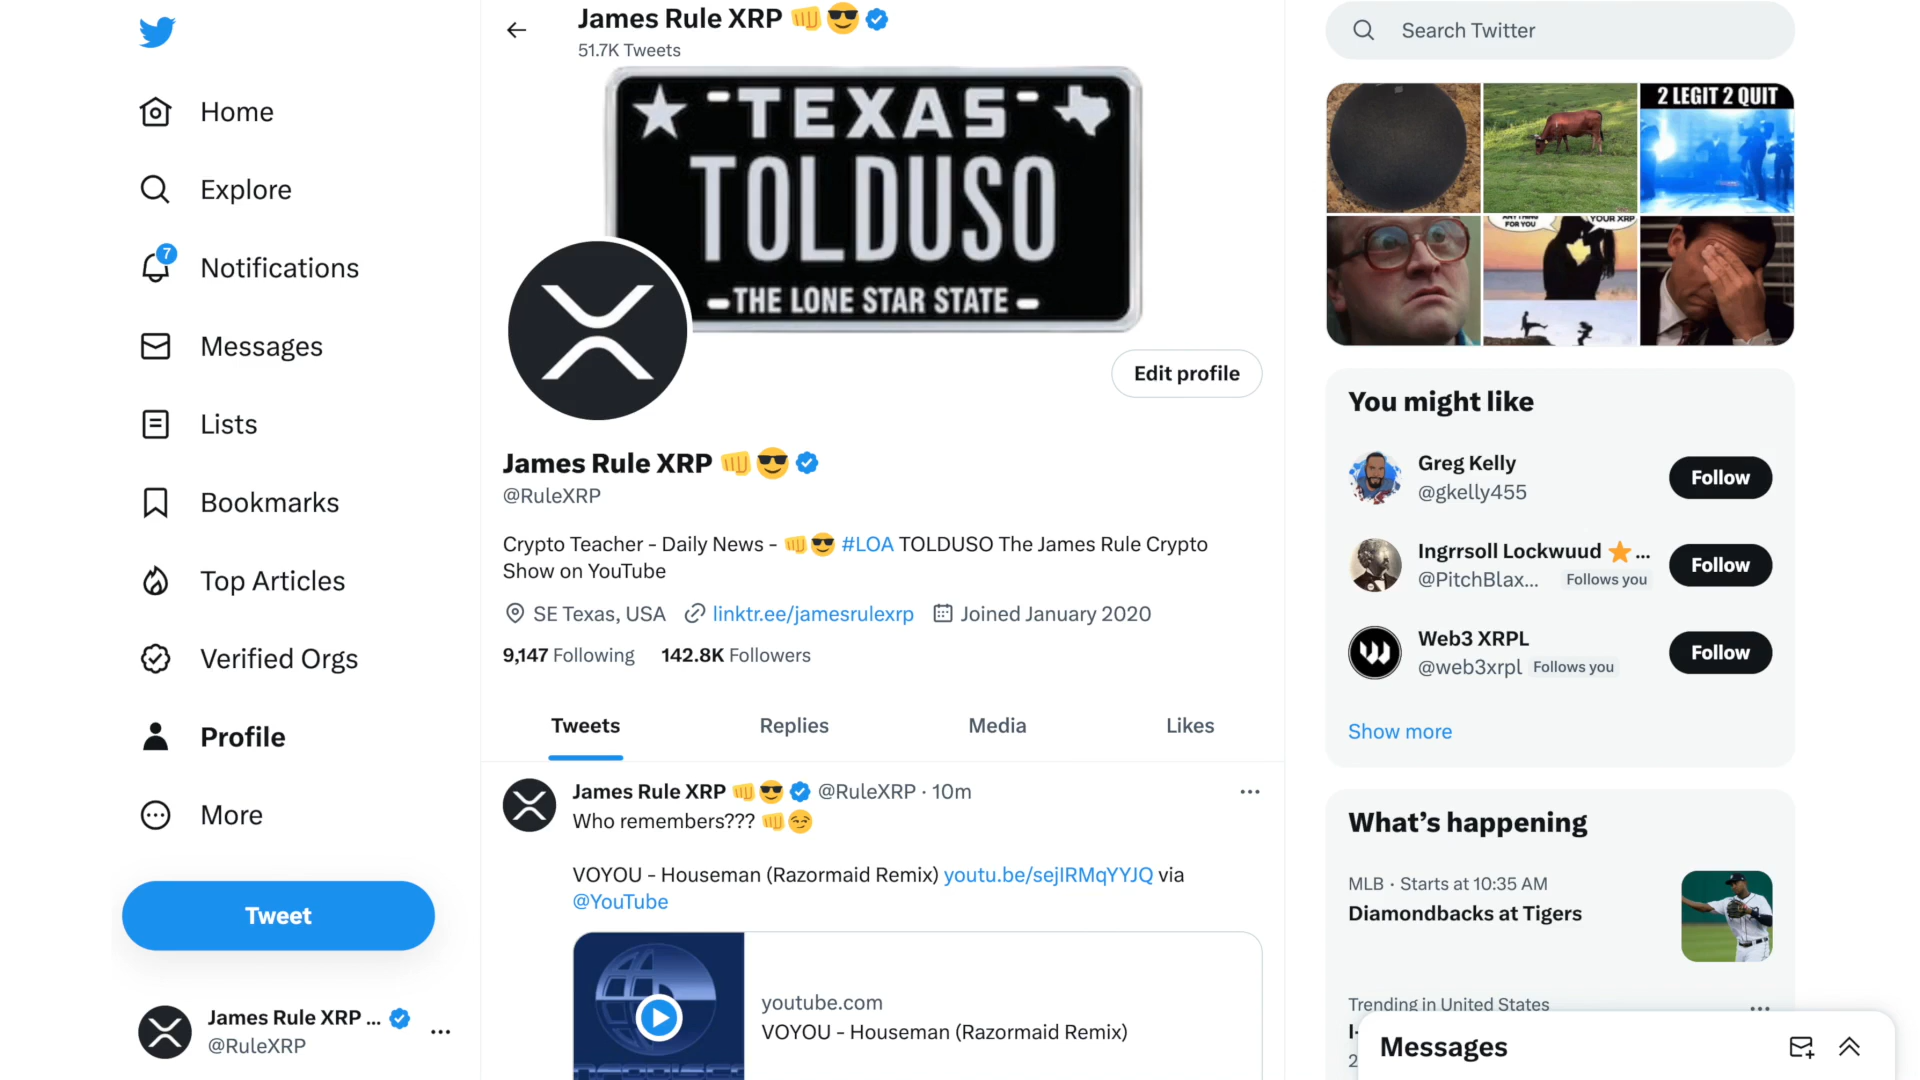 Home
Explore
7
Notifications
Messages
Lists
Bookmarks
Top Articles
Verified Orgs
Profile
More
Tweet
James Rule XRP ...
@RuleXRP
James Rule XRP 👊😎
51.7K Tweets
TEXAS
TOLDUSO
THE LONE STAR STATE
Edit profile
James Rule XRP 👊😎
@RuleXRP
Crypto Teacher - Daily News - 👊😎 #LOA TOLDUSO The James Rule Crypto
Show on YouTube
SE Texas, USA linktr.ee/jamesrulexrp Joined January 2020
9,147 Following 142.8K Followers
Tweets Replies Media Likes
James Rule XRP 👊😎 @RuleXRP · 10m
Who remembers??? 👊😏
VOYOU - Houseman (Razormaid Remix) youtu.be/sejIRMqYYJQ via
@YouTube
youtube.com
VOYOU - Houseman (Razormaid Remix)
Search Twitter
2 LEGIT 2 QUIT
ANYTHING
FOR YOU
YOUR XRP
You might like
Greg Kelly
@gkelly455
Follow
Ingrrsoll Lockwuud ⭐ ...
@PitchBlax... Follows you
Follow
Web3 XRPL
@web3xrpl Follows you
Follow
Show more
What's happening
MLB · Starts at 10:35 AM
Diamondbacks at Tigers
Trending in United States
Messages